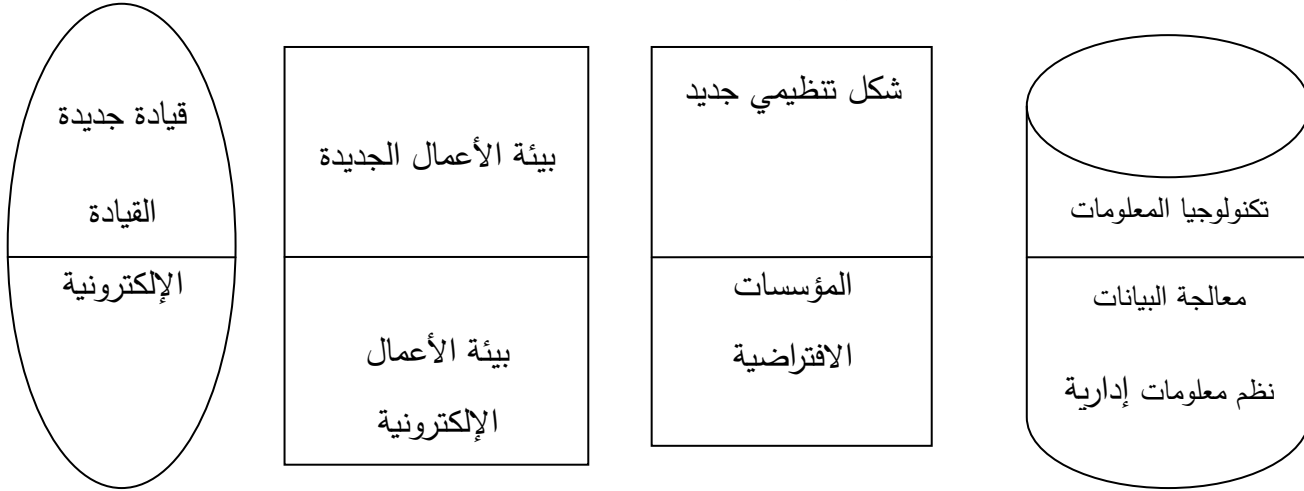 تكنولوجيا المعلومات
معالجة البيانات
نظم معلومات إدارية
شكل تنظيمي جديد
المؤسسات
الافتراضية
بيئة الأعمال الجديدة
بيئة الأعمال
الإلكترونية
قيادة جديدة
القيادة
الإلكترونية